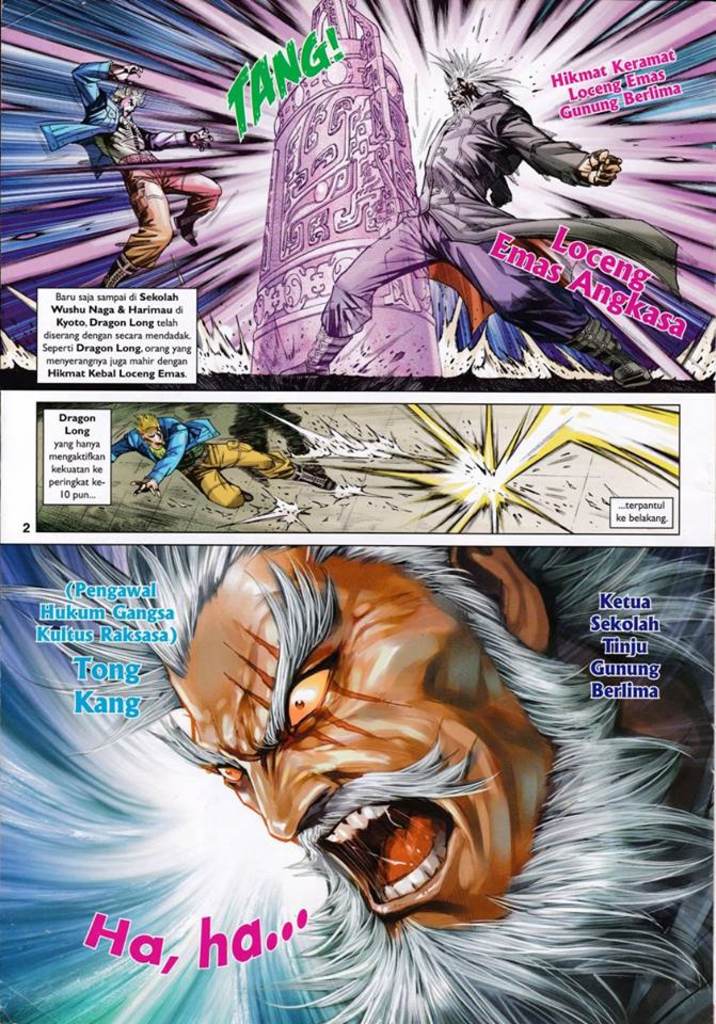 TANG!
Hikmat Keramat
Loceng Emas
Gunung Berlima
Loceng
Emas Angkasa
Baru saja sampai di Sekolah
Wushu Naga & Harimau di
Kyoto, Dragon Long telah
diserang dengan secara mendadak.
Seperti Dragon Long, orang yang
menyerangnya juga mahir dengan
Hikmat Kebal Loceng Emas.
Dragon
Long
yang hanya
mengaktifkan
kekuatan ke
peringkat ke-
10 pun...
...terpantul
ke belakang.
2
(Pengawal
Hukum Gangsa
Kultus Raksasa)
Tong
Kang
Ketua
Sekolah
Tinju
Gunung
Berlima
Ha, ha...